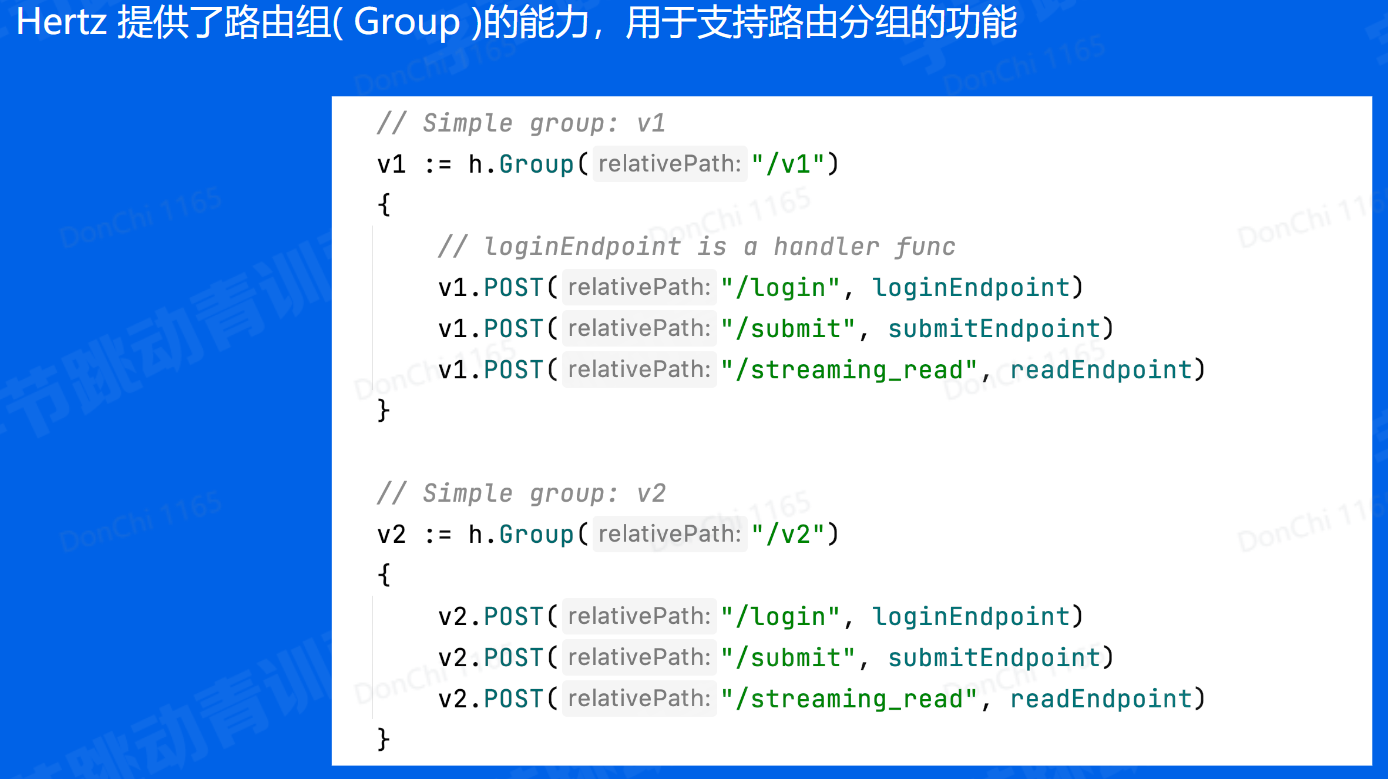 Hertz 提供了路由组( Group )的能力，用于支持路由分组的功能
// Simple group: v1
v1 := h.Group( relativePath: "/v1")
{
// loginEndpoint is a handler func
v1.POST( relativePath: "/login", loginEndpoint)
v1.POST( relativePath: "/submit", submitEndpoint)
v1.POST( relativePath: "/streaming_read", readEndpoint)
}
// Simple group: v2
v2 := h.Group( relativePath: "/v2")
{
v2.POST( relativePath: "/login", loginEndpoint)
v2.POST( relativePath: "/submit", submitEndpoint)
v2.POST( relativePath: "/streaming_read", readEndpoint)
}
DonChi 1165
节跳动青训